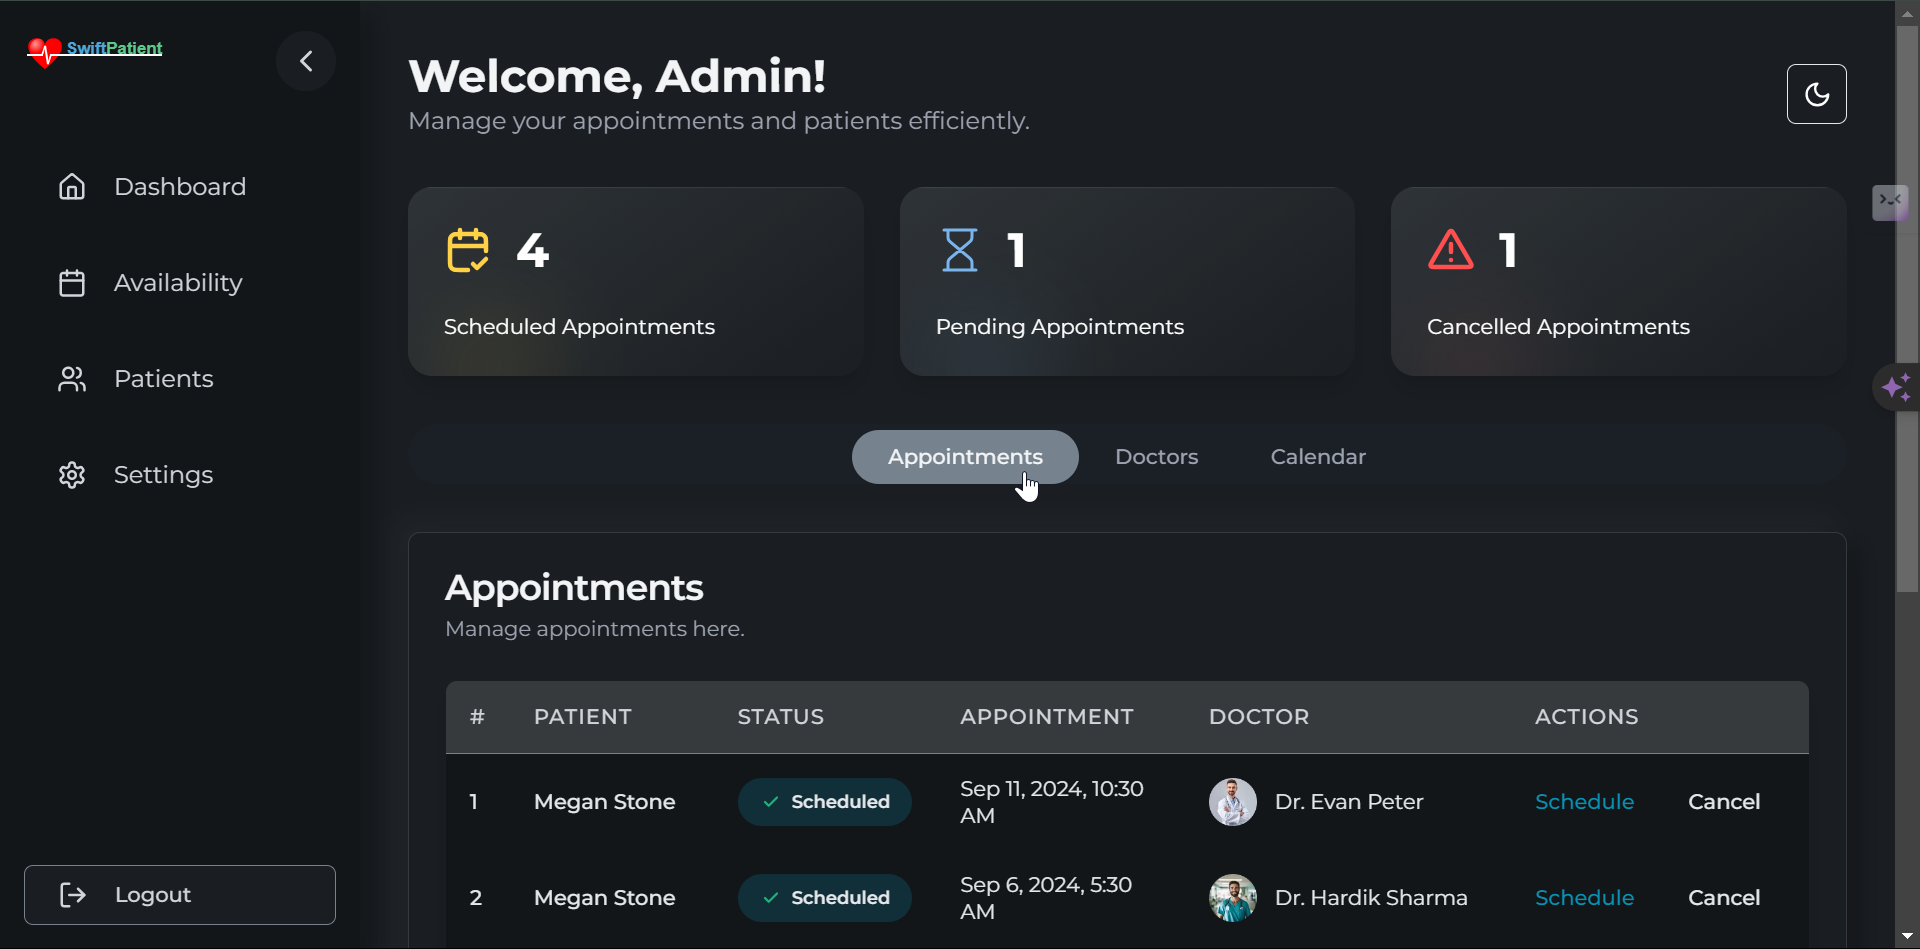 SwiftPatient
Dashboard
Availability
Patients
Settings
Logout
Welcome, Admin!
Manage your appointments and patients efficiently.
4
Scheduled Appointments
1
Pending Appointments
1
Cancelled Appointments
Appointments Doctors Calendar
Appointments
Manage appointments here.
# PATIENT STATUS APPOINTMENT DOCTOR ACTIONS
1 Megan Stone Scheduled Sep 11, 2024, 10:30
AM Dr. Evan Peter Schedule Cancel
2 Megan Stone Scheduled Sep 6, 2024, 5:30
AM Dr. Hardik Sharma Schedule Cancel